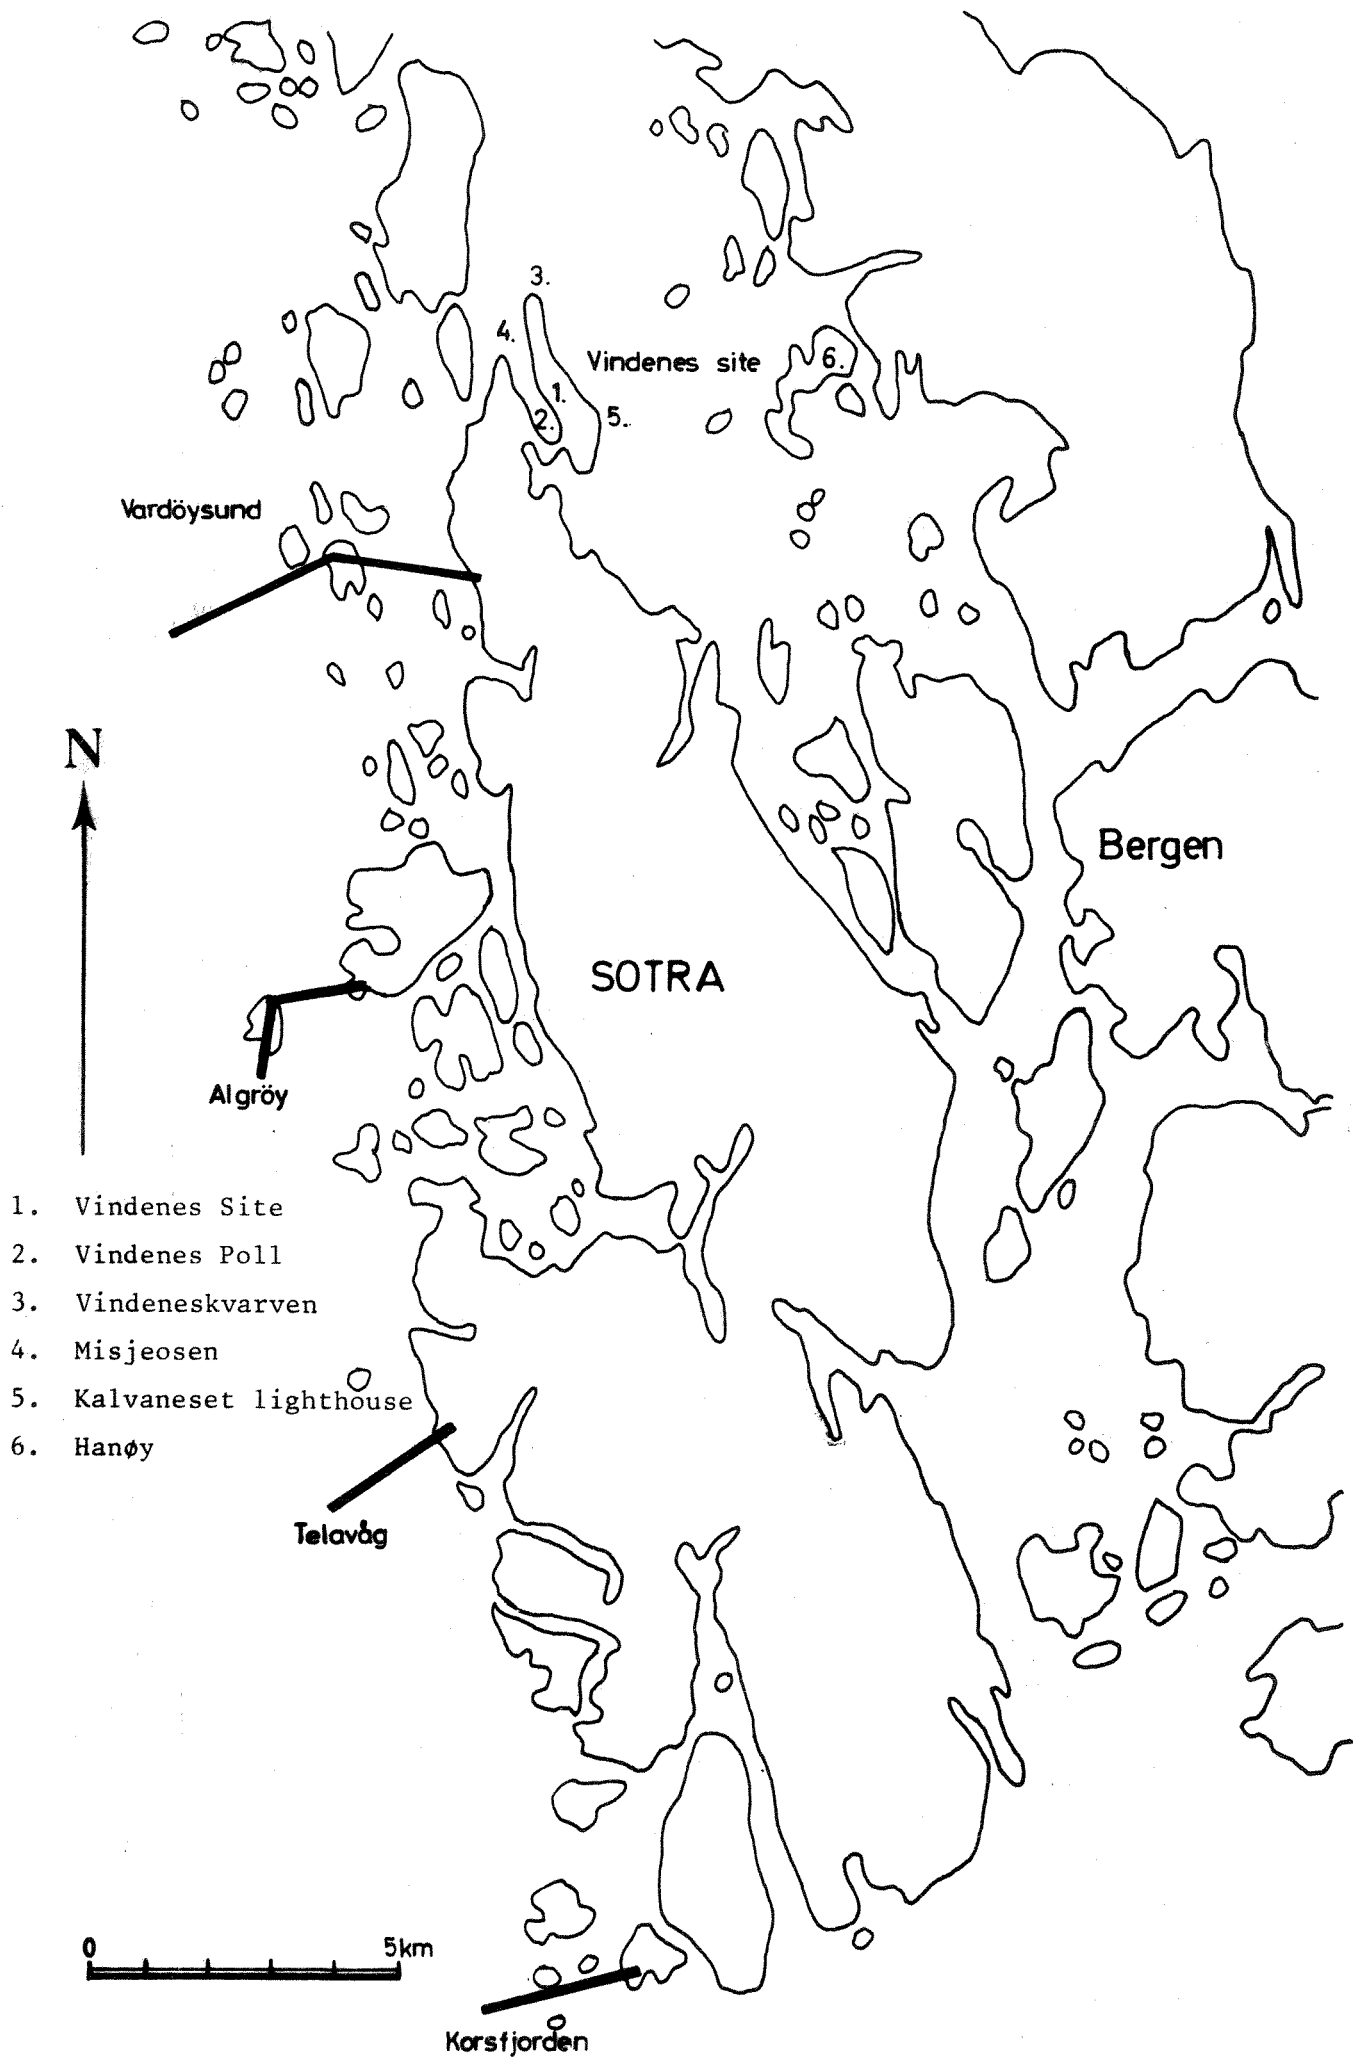 3.
4.
Vindenes site
6.
1.
2.
5.
Vardöysund
N
Bergen
SOTRA
Algröy
1. Vindenes Site
2. Vindenes Poll
3. Vindeneskvarven
4. Misjeosen
5. Kalvaneset lighthouse
6. Hanøy
Telavåg
0 5km
Korsfjorden